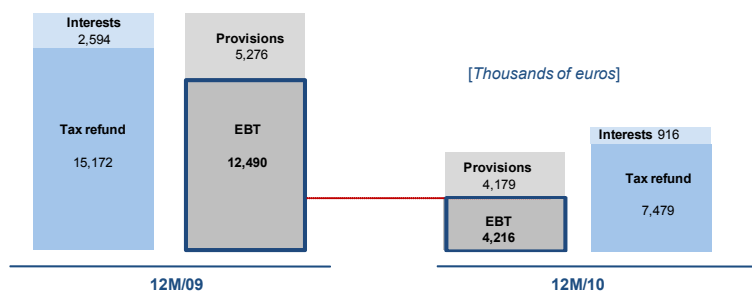 Interests
2,594
Tax refund
15,172
Provisions
5,276
EBT
12,490
[Thousands of euros]
Provisions
4,179
EBT
4,216
Interests 916
Tax refund
7,479
12M/09
12M/10